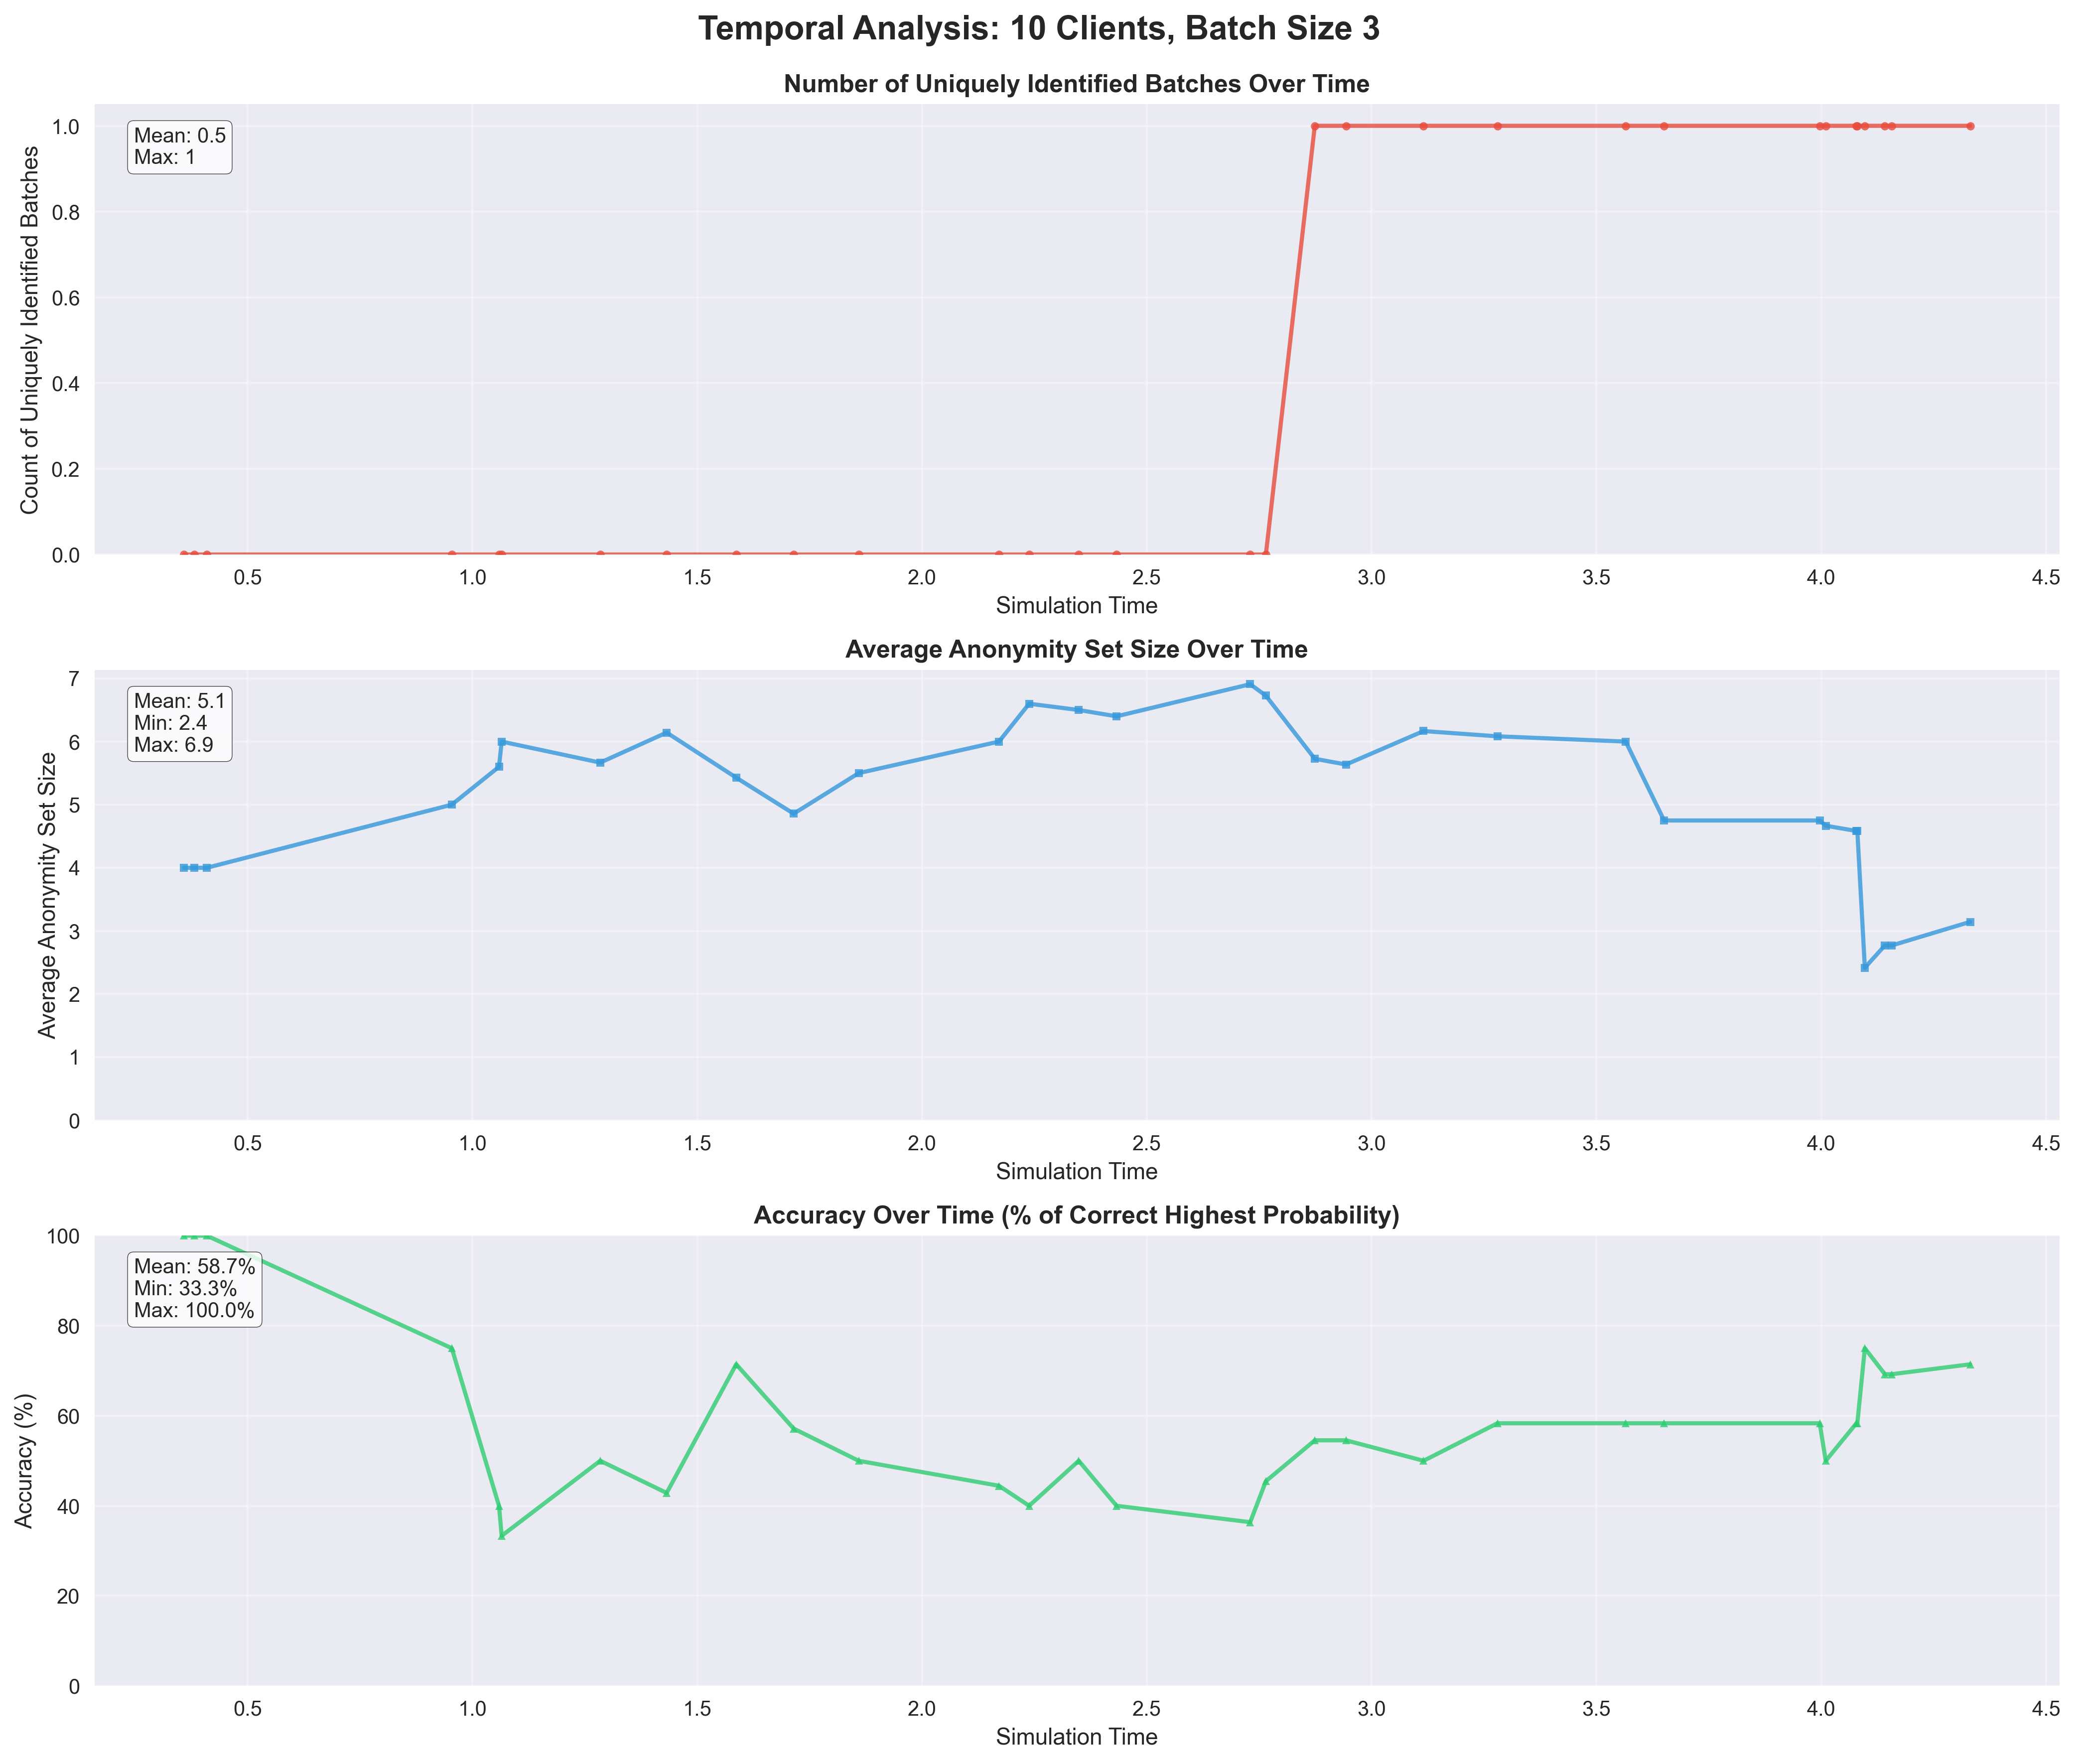 Temporal Analysis: 10 Clients, Batch Size 3
Number of Uniquely Identified Batches Over Time
Mean: 0.5
Max: 1
Count of Uniquely Identified Batches
1.0
0.8
0.6
0.4
0.2
0.0
0.5 1.0 1.5 2.0 2.5 3.0 3.5 4.0 4.5
Simulation Time
Average Anonymity Set Size Over Time
Mean: 5.1
Min: 2.4
Max: 6.9
Average Anonymity Set Size
7
6
5
4
3
2
1
0
0.5 1.0 1.5 2.0 2.5 3.0 3.5 4.0 4.5
Simulation Time
Accuracy Over Time (% of Correct Highest Probability)
Mean: 58.7%
Min: 33.3%
Max: 100.0%
Accuracy (%)
100
80
60
40
20
0
0.5 1.0 1.5 2.0 2.5 3.0 3.5 4.0 4.5
Simulation Time